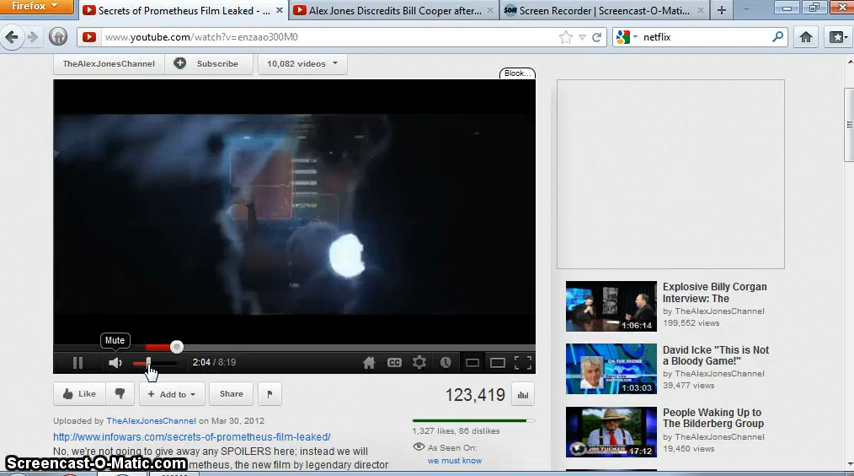 Firefox
Secrets of Prometheus Film Leaked - ...
Alex Jones Discredits Bill Cooper after...
Screen Recorder | Screencast-O-Mati...
www.youtube.com/watch?v=enzaao300M0
netflix
TheAlexJonesChannel
Subscribe
10,082 videos
Block...
Mute
2:04 / 8:19
CC
Like
Add to
Share
123,419
Uploaded by TheAlexJonesChannel on Mar 30, 2012
1,327 likes, 86 dislikes
http://www.infowars.com/secrets-of-prometheus-film-leaked/
As Seen On:
No, we're not going to give away any SPOILERS here; instead we will
we must know
metheus, the new film by legendary director
Explosive Billy Corgan
Interview: The
by TheAlexJonesChannel
199,552 views
1:06:14
David Icke "This is Not
a Bloody Game!"
by TheAlexJonesChannel
39,477 views
1:03:03
People Waking Up to
The Bilderberg Group
by TheAlexJonesChannel
19,450 views
JIM TUCKER
17:12
Screencast-O-Matic.com